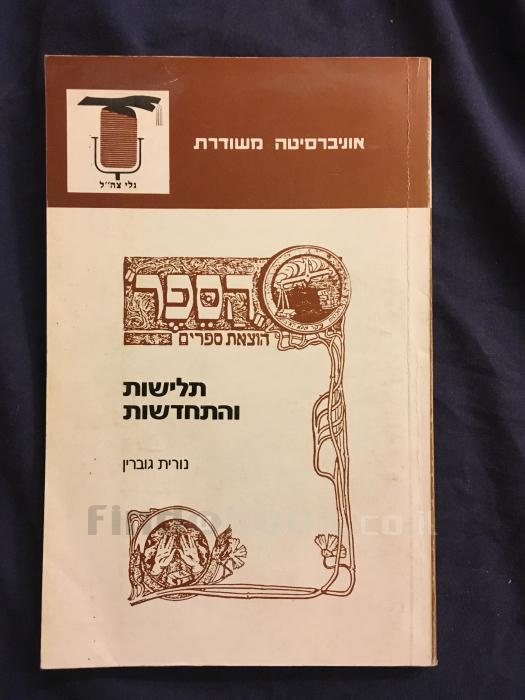 אוניברסיטה משודרת
גלי צה״ל
הספר
הוצאת ספרים
תלישות
והתחדשות
נורית גוברין